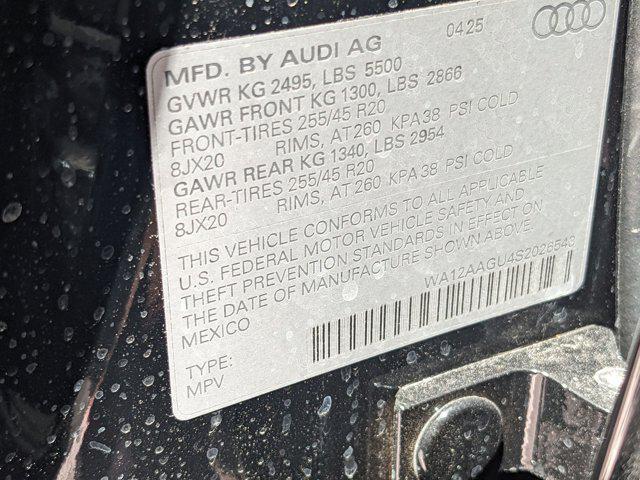 MFD. BY AUDI AG 04 25
GVWR KG 2495, LBS 5500
GAWR FRONT KG 1300, LBS 2866
FRONT-TIRES 255/45 R20
8JX20 RIMS, AT 260 KPA 38 PSI COLD
GAWR REAR KG 1340, LBS 2954
REAR-TIRES 255/45 R20
8JX20 RIMS, AT 260 KPA 38 PSI COLD
THIS VEHICLE CONFORMS TO ALL APPLICABLE
U.S. FEDERAL MOTOR VEHICLE SAFETY AND
THEFT PREVENTION STANDARDS IN EFFECT ON
THE DATE OF MANUFACTURE SHOWN ABOVE.
MEXICO
WA12AAGU4S2026543
TYPE:
MPV